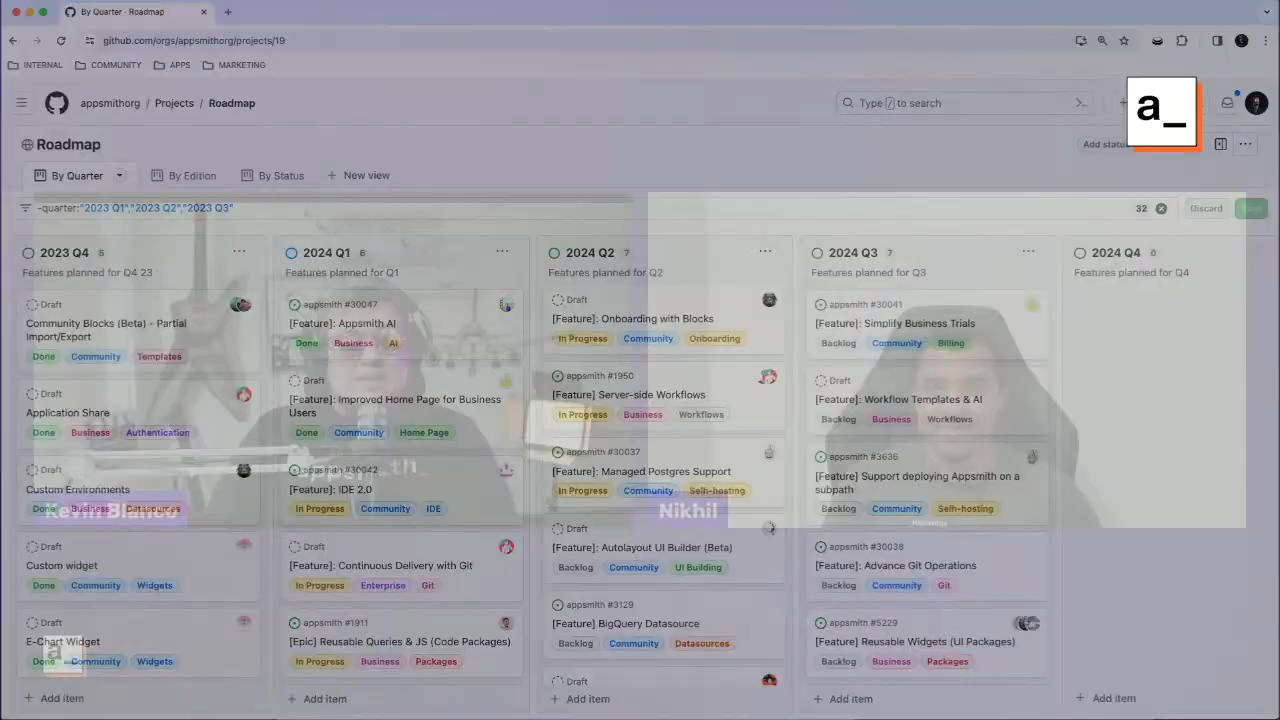 By Quarter · Roadmap
github.com/orgs/appsmithorg/projects/19
INTERNAL COMMUNITY APPS MARKETING
appsmithorg / Projects / Roadmap
Type / to search
a_
Roadmap
Add status
By Quarter By Edition By Status New view
-quarter:"2023 Q1","2023 Q2","2023 Q3"
32
Discard
2023 Q4 5
Features planned for Q4 23
Draft
Community Blocks (Beta) - Partial
Import/Export
Done Community Templates
Draft
Application Share
Done Business Authentication
Draft
Custom Environments
Done Business Datasources
Draft
Custom widget
Done Community Widgets
Draft
E-Chart Widget
Done Community Widgets
Add item
2024 Q1 6
Features planned for Q1
appsmith #30047
[Feature]: Appsmith AI
Done Business AI
Draft
[Feature]: Improved Home Page for Business
Users
Done Community Home Page
appsmith #30042
[Feature]: IDE 2.0
In Progress Community IDE
Draft
[Feature]: Continuous Delivery with Git
In Progress Enterprise Git
appsmith #1911
[Epic] Reusable Queries & JS (Code Packages)
In Progress Business Packages
Add item
2024 Q2 7
Features planned for Q2
Draft
[Feature]: Onboarding with Blocks
In Progress Community Onboarding
appsmith #1950
[Feature]: Server-side Workflows
In Progress Business Workflows
appsmith #30037
[Feature]: Managed Postgres Support
In Progress Community Selh-hosting
Draft
[Feature]: Autolayout UI Builder (Beta)
Backlog Community UI Building
appsmith #3129
[Feature]: BigQuery Datasource
Backlog Community Datasources
Draft
Add item
2024 Q3 7
Features planned for Q3
appsmith #30041
[Feature]: Simplify Business Trials
Backlog Community Billing
Draft
[Feature]: Workflow Templates & AI
Backlog Business Workflows
appsmith #3636
[Feature]: Support deploying Appsmith on a
subpath
Backlog Community Selh-hosting
appsmith #30038
[Feature]: Advance Git Operations
Backlog Community Git
appsmith #5229
[Feature] Reusable Widgets (UI Packages)
Backlog Business Packages
Add item
2024 Q4 0
Features planned for Q4
Add item
Kevin Blanco
Nikhil